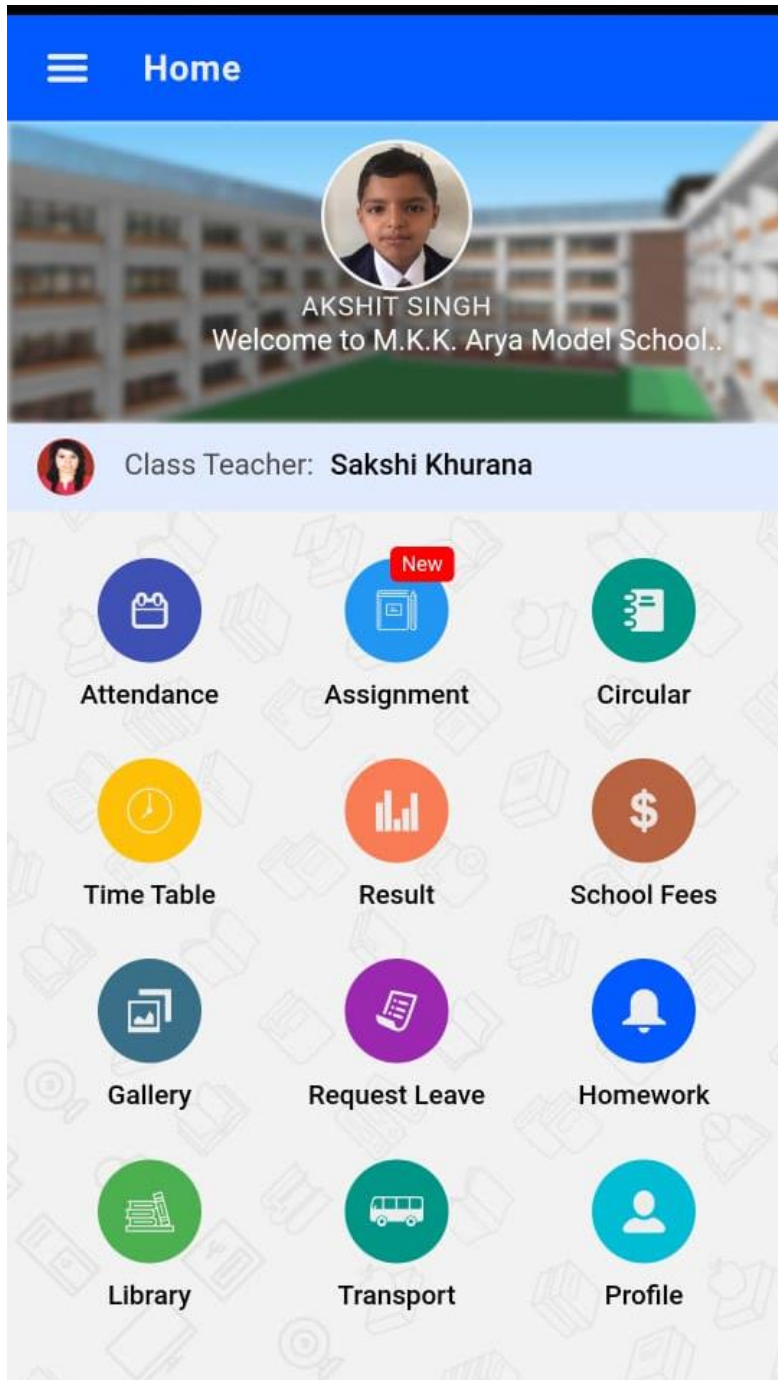 Home
AKSHIT SINGH
Welcome to M.K.K. Arya Model School..
Class Teacher: Sakshi Khurana
New
Attendance Assignment Circular
Time Table Result School Fees
Gallery Request Leave Homework
Library Transport Profile